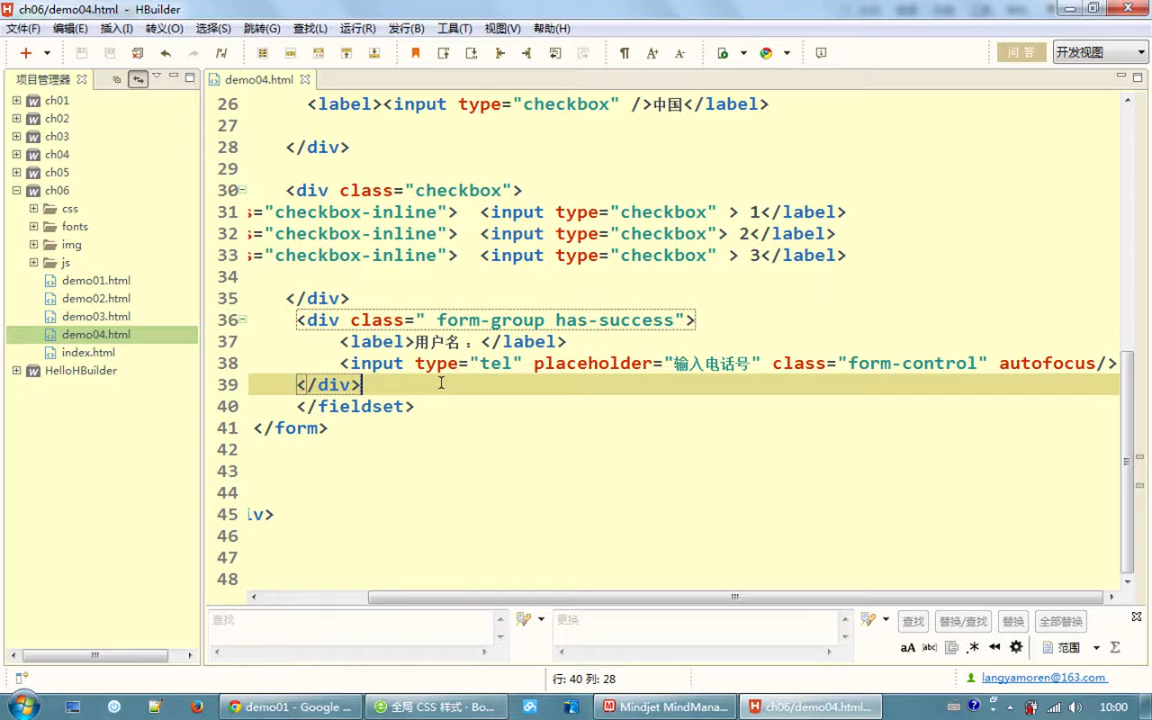 ch06/demo04.html - HBuilder
文件(F) 编辑(E) 插入(I) 转义(O) 选择(S) 跳转(G) 查找(L) 运行(R) 发行(B) 工具(T) 视图(V) 帮助(H)
问答 开发视图
项目管理器
demo04.html
ch01
ch02
ch03
ch04
ch05
ch06
css
fonts
img
js
demo01.html
demo02.html
demo03.html
demo04.html
index.html
HelloHBuilder
26 <label><input type="checkbox" />中国</label>
27
28 </div>
29
30 <div class="checkbox">
31 s="checkbox-inline"> <input type="checkbox" > 1</label>
32 s="checkbox-inline"> <input type="checkbox"> 2</label>
33 s="checkbox-inline"> <input type="checkbox" > 3</label>
34
35 </div>
36 <div class=" form-group has-success">
37 <label>用户名：</label>
38 <input type="tel" placeholder="输入电话号" class="form-control" autofocus/>
39 </div>
40 </fieldset>
41 </form>
42
43
44
45 iv>
46
47
48
查找 更换 查找 替换/查找 替换 全部替换
aA abc .* 范围 Σ
行: 40 列: 28 langyamoren@163.com
demo01 - Google ... 全局 CSS 样式 · Bo... Mindjet MindMana... ch06/demo04.html... 10:00